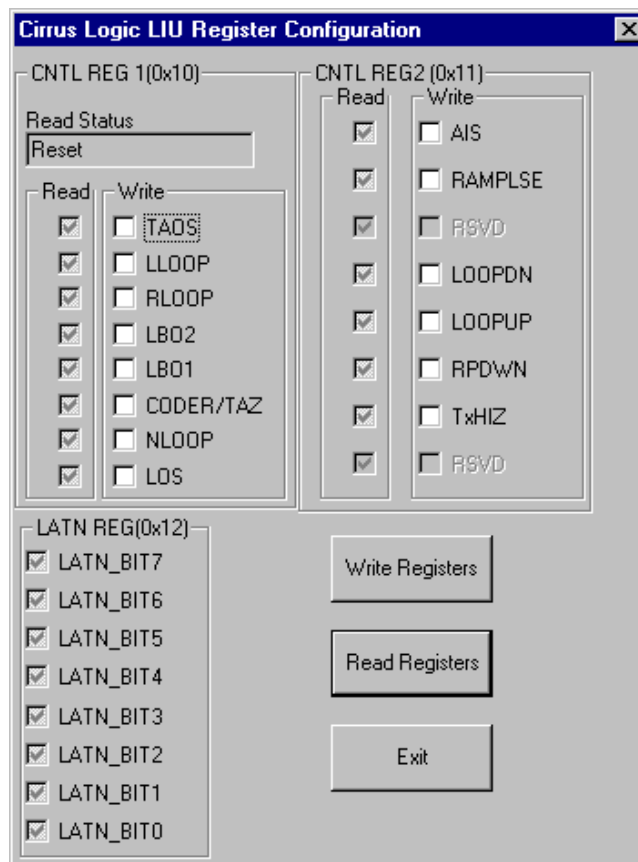 Cirrus Logic LIU Register Configuration
CNTL REG 1(0x10)
Read Status
Reset
Read
Write
TAOS
LLOOP
RLOOP
LBO2
LBO1
CODER/TAZ
NLOOP
LOS
CNTL REG2 (0x11)
Read
Write
AIS
RAMPLSE
RSVD
LOOPDN
LOOPUP
RPDWN
TxHIZ
RSVD
LATN REG(0x12)
LATN_BIT7
LATN_BIT6
LATN_BIT5
LATN_BIT4
LATN_BIT3
LATN_BIT2
LATN_BIT1
LATN_BIT0
Write Registers
Read Registers
Exit